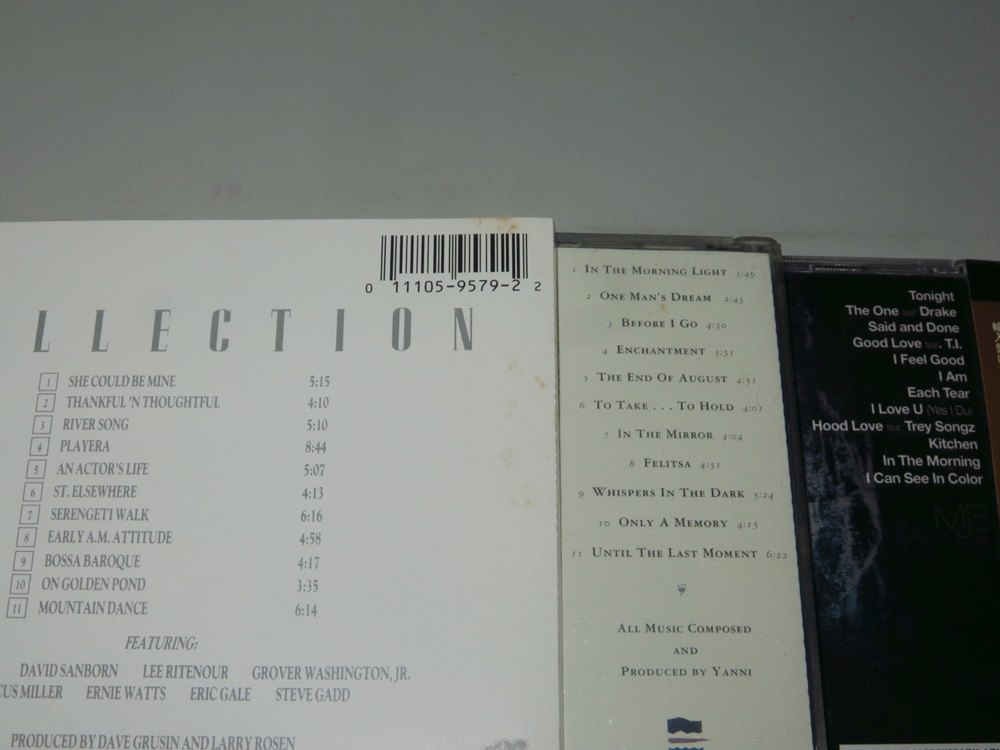 0 11105-9579-2 2
LLECTION
1 SHE COULD BE MINE 5:15
2 THANKFUL 'N THOUGHTFUL 4:10
3 RIVER SONG 5:10
4 PLAYERA 8:44
5 AN ACTOR'S LIFE 5:07
6 ST. ELSEWHERE 4:13
7 SERENGETI WALK 6:16
8 EARLY A.M. ATTITUDE 4:58
9 BOSSA BAROQUE 4:17
10 ON GOLDEN POND 3:35
11 MOUNTAIN DANCE 6:14
FEATURING:
DAVID SANBORN LEE RITENOUR GROVER WASHINGTON, JR.
CUS MILLER ERNIE WATTS ERIC GALE STEVE GADD
PRODUCED BY DAVE GRUSIN AND LARRY ROSEN
1 IN THE MORNING LIGHT 3:49
2 ONE MAN'S DREAM 2:43
3 BEFORE I GO 4:30
4 ENCHANTMENT 3:51
5 THE END OF AUGUST 4:51
6 TO TAKE . . . TO HOLD 4:01
7 IN THE MIRROR 4:04
8 FELITSA 4:51
9 WHISPERS IN THE DARK 5:24
10 ONLY A MEMORY 4:15
11 UNTIL THE LAST MOMENT 6:22
ALL MUSIC COMPOSED
AND
PRODUCED BY YANNI
Tonight
The One feat. Drake
Said and Done
Good Love feat. T.I.
I Feel Good
I Am
Each Tear
I Love U (Yes I Du)
Hood Love feat. Trey Songz
Kitchen
In The Morning
I Can See In Color
MJB